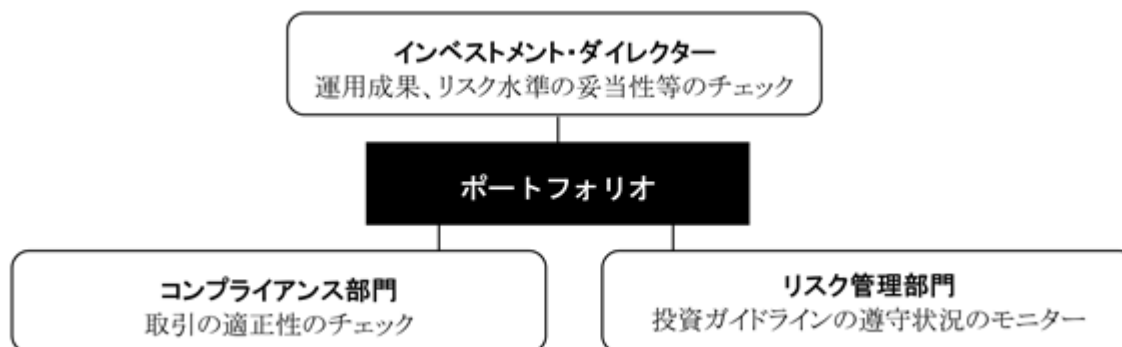 インベストメント・ダイレクター
運用成果、リスク水準の妥当性等のチェック
ポートフォリオ
コンプライアンス部門
取引の適正性のチェック
リスク管理部門
投資ガイドラインの遵守状況のモニター